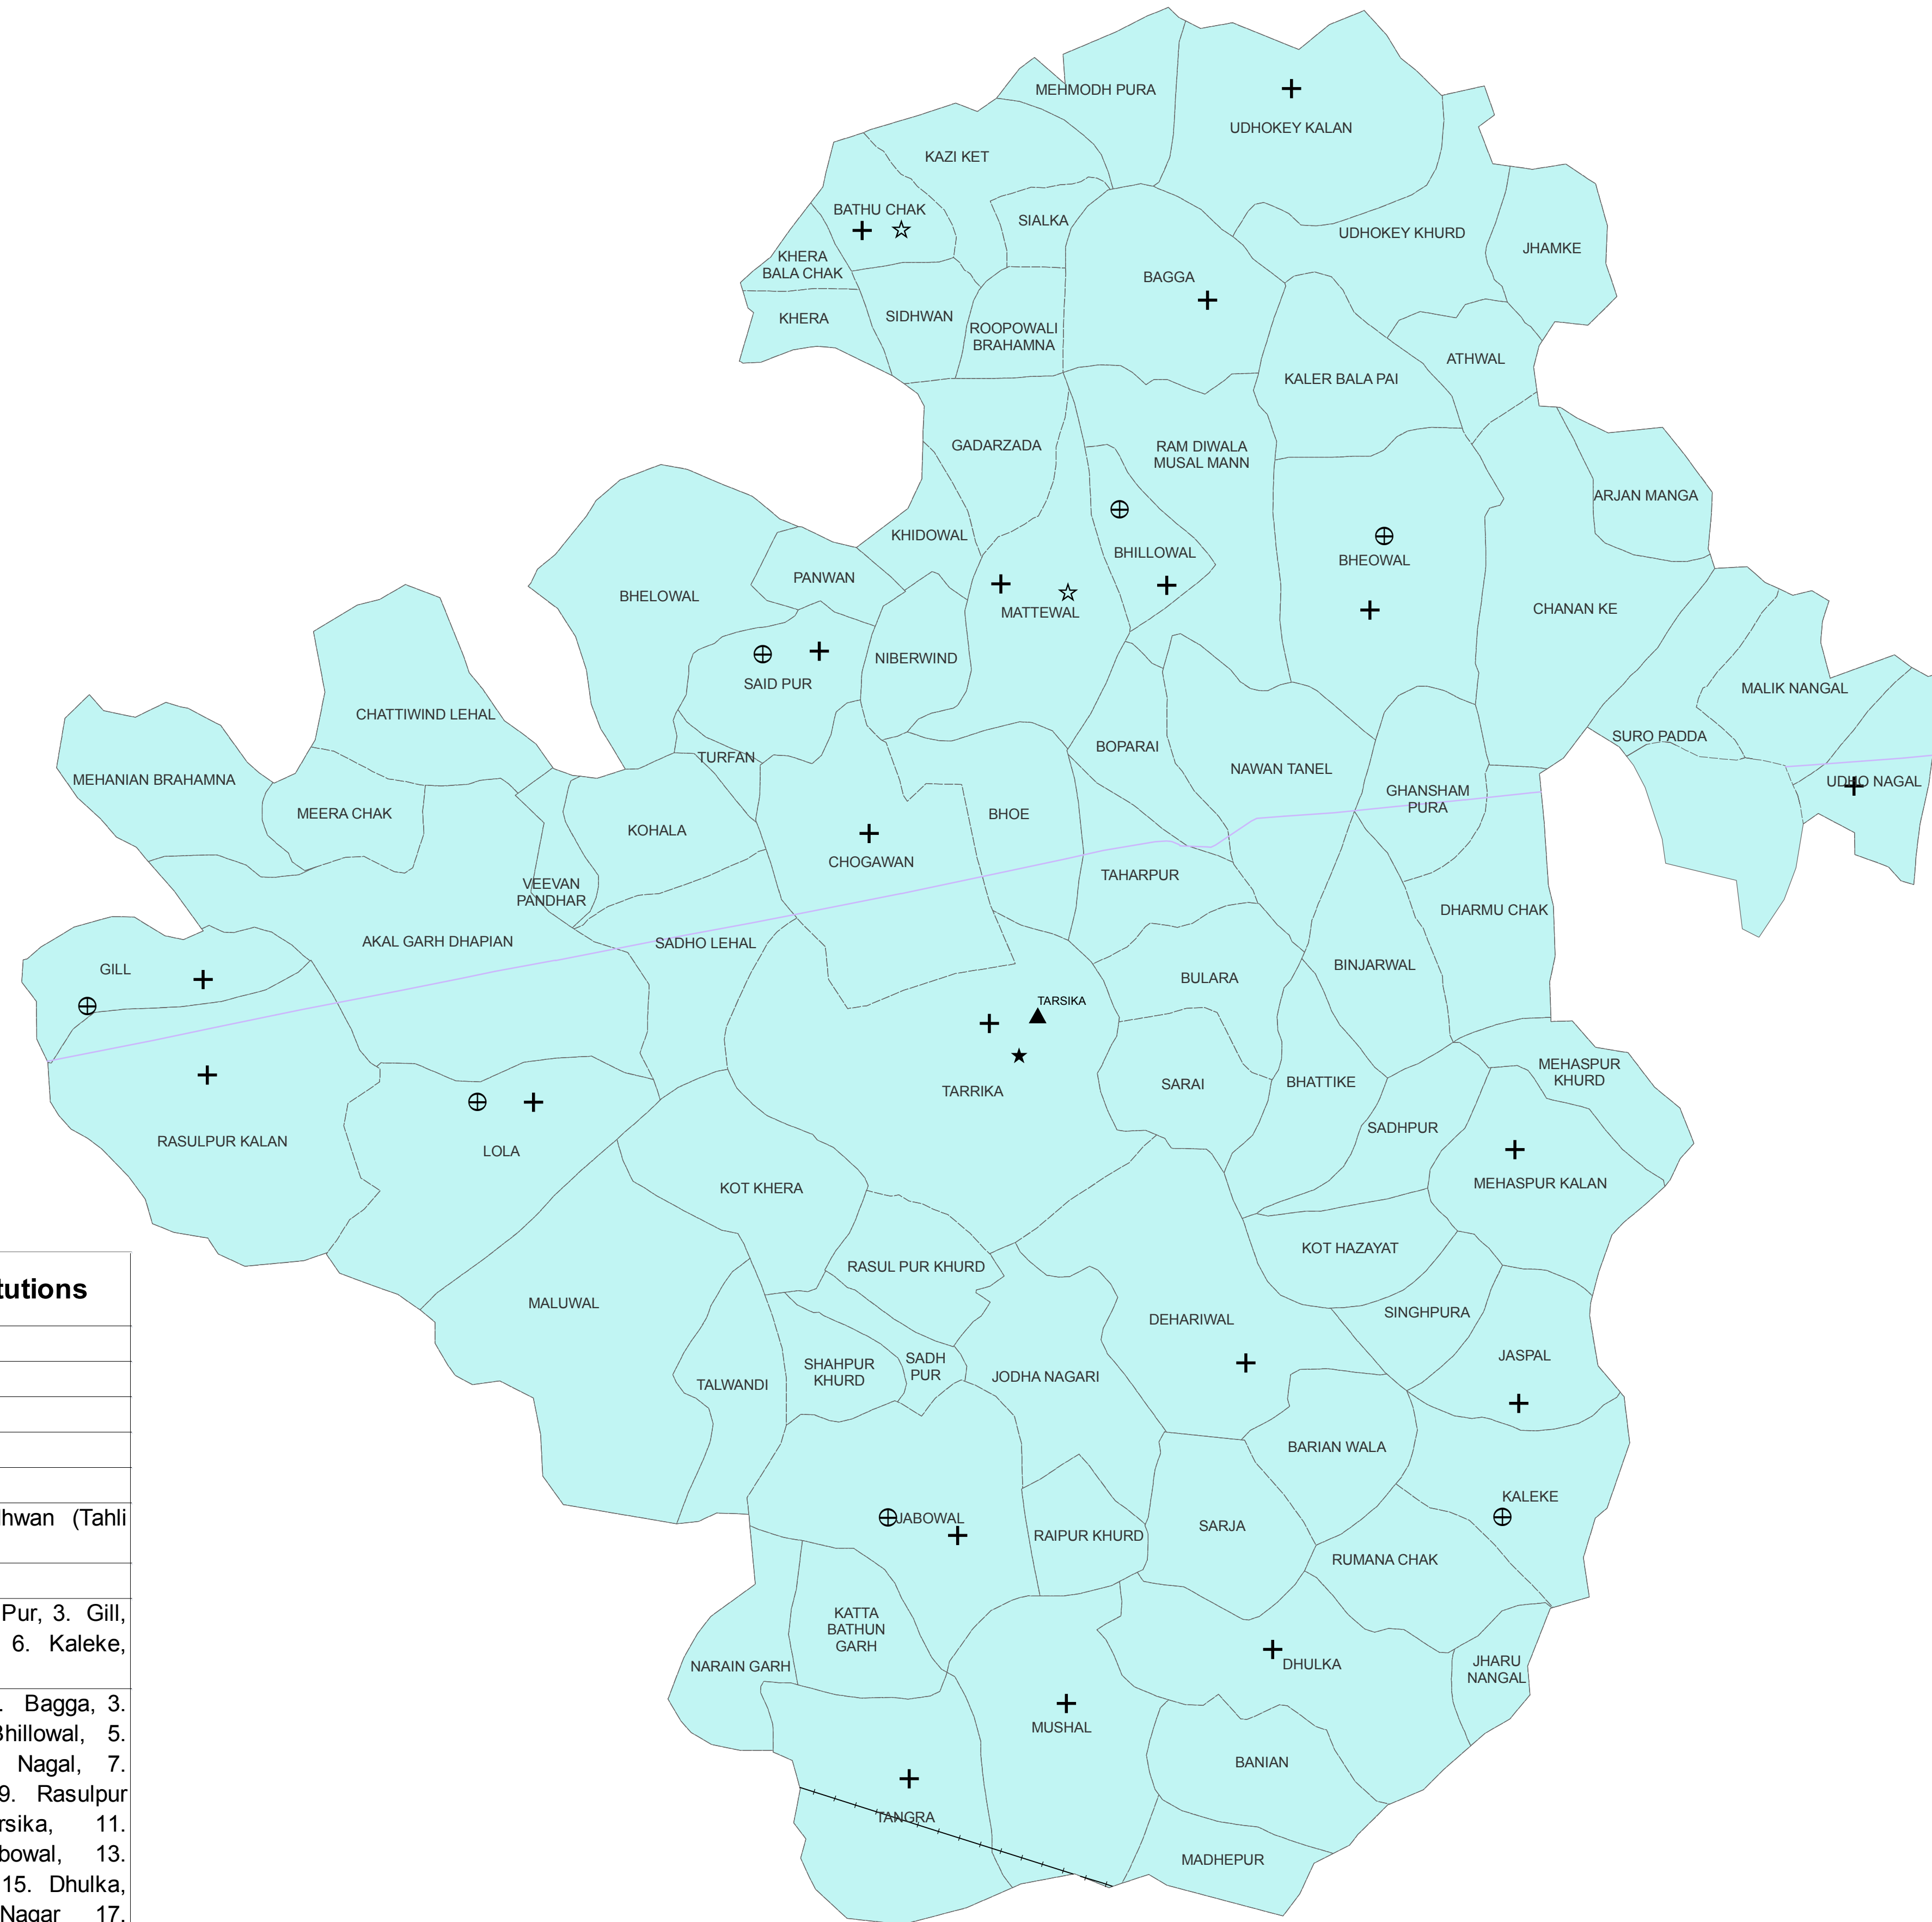 MEHMODH PURA
UDHOKEY KALAN
KAZI KET
BATHU CHAK
SIALKA
UDHOKEY KHURD
JHAMKE
KHERA
BALA CHAK
BAGGA
KHERA
SIDHWAN
ROOPOWALI
BRAHAMNA
ATHWAL
KALER BALA PAI
GADARZADA
RAM DIWALA
MUSAL MANN
ARJAN MANGA
KHIDOWAL
BHILLOWAL
BHEOWAL
PANWAN
BHELOWAL
MATTEWAL
CHANAN KE
NIBERWIND
SAID PUR
MALIK NANGAL
CHATTIWIND LEHAL
SURO PADDA
BOPARAI
TURFAN
NAWAN TANEL
MEHANIAN BRAHAMNA
UDHO NAGAL
GHANSHAM
PURA
MEERA CHAK
BHOE
KOHALA
CHOGAWAN
TAHARPUR
VEEVAN
PANDHAR
DHARMU CHAK
AKAL GARH DHAPIAN
SADHO LEHAL
GILL
BINJARWAL
BULARA
TARSIKA
MEHASPUR
KHURD
SARAI
BHATTIKE
TARRIKA
SADHPUR
RASULPUR KALAN
LOLA
MEHASPUR KALAN
KOT KHERA
KOT HAZAYAT
RASUL PUR KHURD
MALUWAL
SINGHPURA
DEHARIWAL
JASPAL
SADH
PUR
SHAHPUR
KHURD
JODHA NAGARI
TALWANDI
BARIAN WALA
KALEKE
JABOWAL
RAIPUR KHURD
SARJA
RUMANA CHAK
KATTA
BATHUN
GARH
NARAIN GARH
DHULKA
JHARU
NANGAL
MUSHAL
BANIAN
TANGRA
MADHEPUR
tutions
lhwan (Tahli
Pur, 3. Gill,
6. Kaleke,
. Bagga, 3.
Bhillowal, 5.
Nagal, 7.
9. Rasulpur
rsika, 11.
bowal, 13.
15. Dhulka,
Nagar 17.